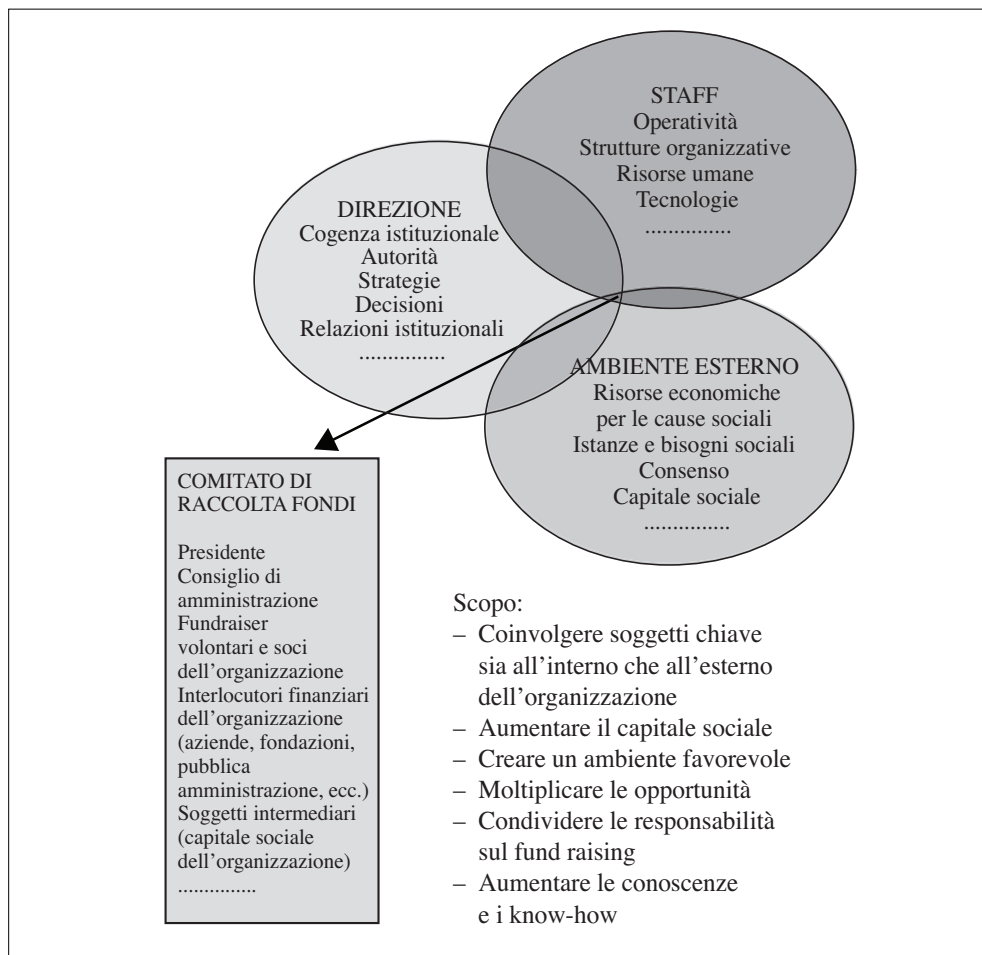 STAFF
Operatività
Strutture organizzative
Risorse umane
Tecnologie
...............
DIREZIONE
Cogenza istituzionale
Autorità
Strategie
Decisioni
Relazioni istituzionali
...............
AMBIENTE ESTERNO
Risorse economiche
per le cause sociali
Istanze e bisogni sociali
Consenso
Capitale sociale
...............
COMITATO DI
RACCOLTA FONDI
Presidente
Consiglio di
amministrazione
Fundraiser
volontari e soci
dell'organizzazione
Interlocutori finanziari
dell'organizzazione
(aziende, fondazioni,
pubblica
amministrazione, ecc.)
Soggetti intermediari
(capitale sociale
dell'organizzazione)
...............
Scopo:
– Coinvolgere soggetti chiave
sia all'interno che all'esterno
dell'organizzazione
– Aumentare il capitale sociale
– Creare un ambiente favorevole
– Moltiplicare le opportunità
– Condividere le responsabilità
sul fund raising
– Aumentare le conoscenze
e i know-how